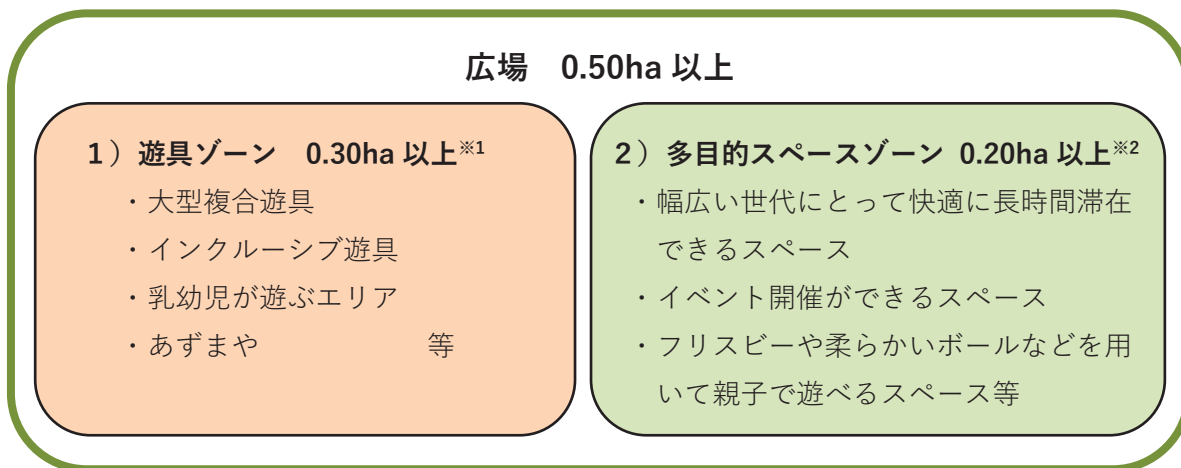 広場　0.50ha 以上
１）遊具ゾーン　0.30ha 以上※1
・大型複合遊具
・インクルーシブ遊具
・乳幼児が遊ぶエリア
・あずまや　　　　　　等
２）多目的スペースゾーン 0.20ha 以上※2
・幅広い世代にとって快適に長時間滞在
できるスペース
・イベント開催ができるスペース
・フリスビーや柔らかいボールなどを用
いて親子で遊べるスペース等